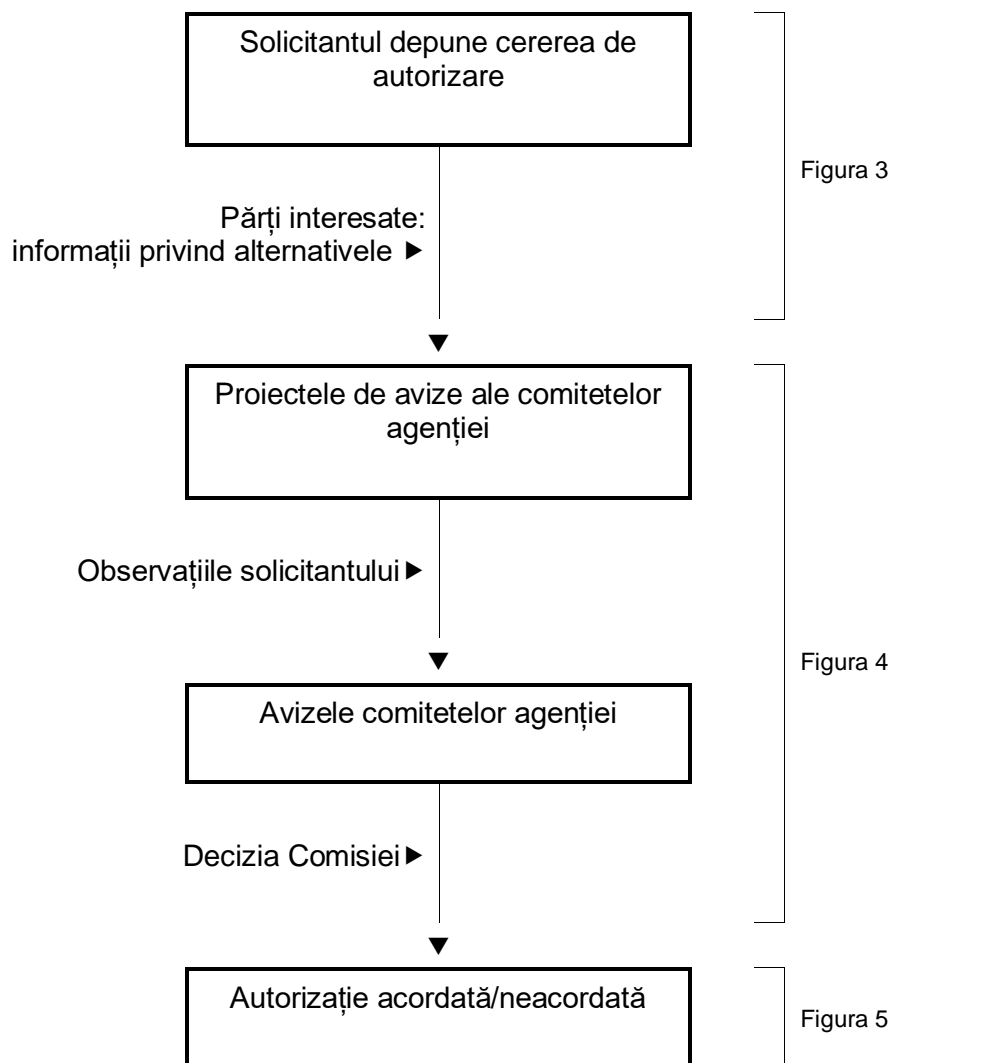 Solicitantul depune cererea de
autorizare
Figura 3
Părți interesate:
informații privind alternativele ►
▼
Proiectele de avize ale comitetelor
agenției
Observațiile solicitantului ►
Figura 4
▼
Avizele comitetelor agenției
Decizia Comisiei ►
▼
Autorizație acordată/neacordată
Figura 5